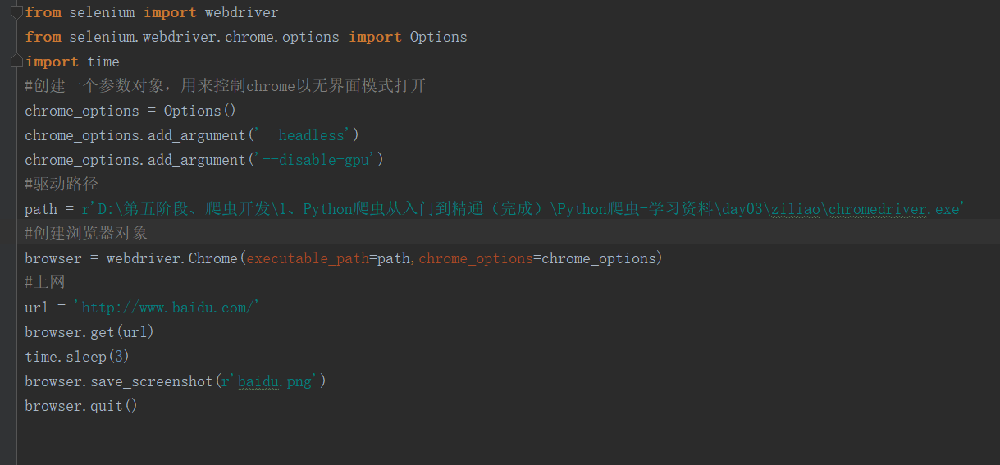 from selenium import webdriver
from selenium.webdriver.chrome.options import Options
import time
#创建一个参数对象，用来控制chrome以无界面模式打开
chrome_options = Options()
chrome_options.add_argument('--headless')
chrome_options.add_argument('--disable-gpu')
#驱动路径
path = r'D:\第五阶段、爬虫开发\1、Python爬虫从入门到精通（完成）\Python爬虫-学习资料\day03\ziliao\chromedriver.exe'
#创建浏览器对象
browser = webdriver.Chrome(executable_path=path,chrome_options=chrome_options)
#上网
url = 'http://www.baidu.com/'
browser.get(url)
time.sleep(3)
browser.save_screenshot(r'baidu.png')
browser.quit()